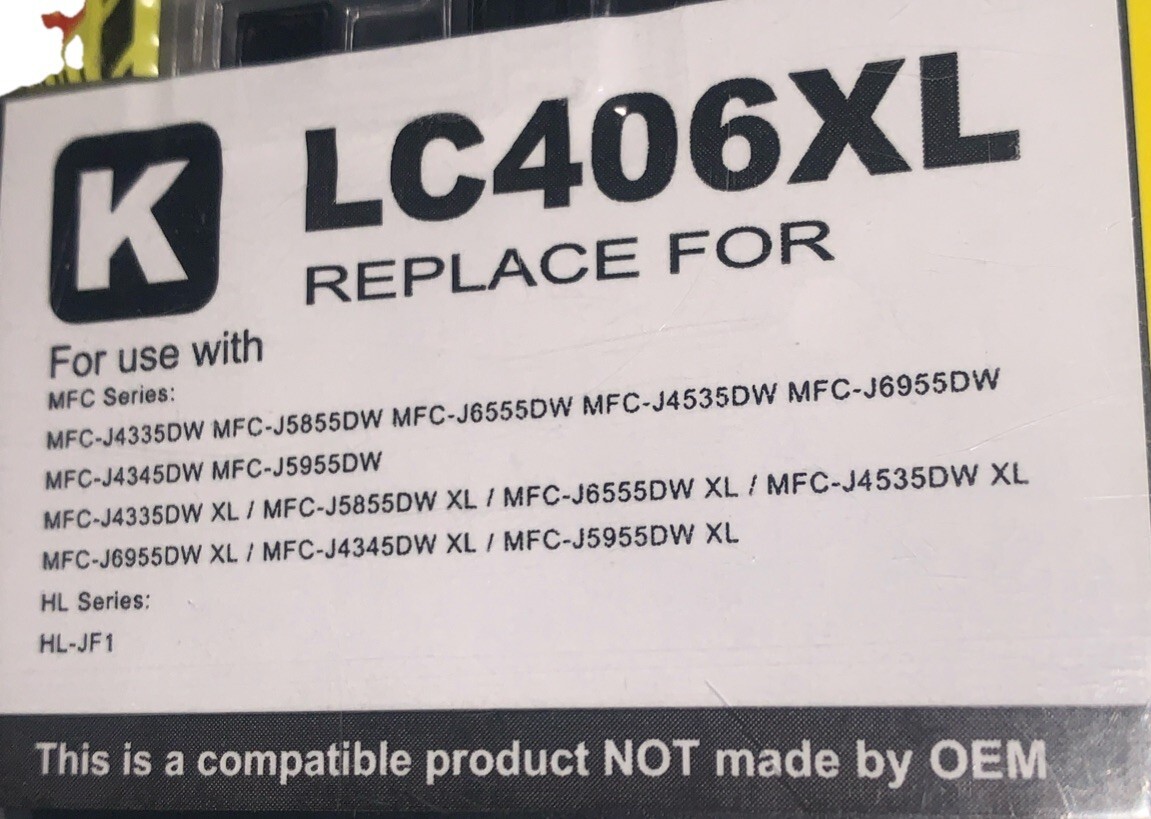 K
LC406XL
REPLACE FOR
For use with
MFC Series:
MFC-J4335DW MFC-J5855DW MFC-J6555DW MFC-J4535DW MFC-J6955DW
MFC-J4345DW MFC-J5955DW
MFC-J4335DW XL / MFC-J5855DW XL / MFC-J6555DW XL / MFC-J4535DW XL
MFC-J6955DW XL / MFC-J4345DW XL / MFC-J5955DW XL
HL Series:
HL-JF1
This is a compatible product NOT made by OEM